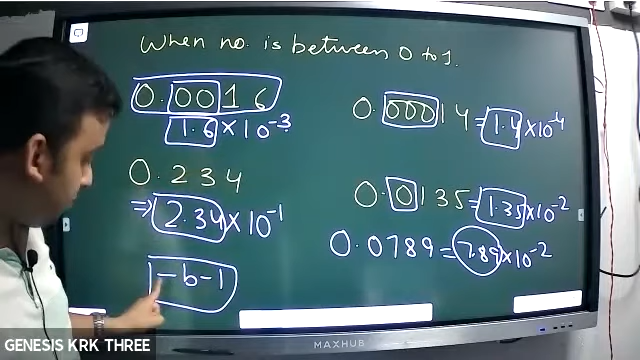 When no. is between 0 to 1.
0.0016
1.6 × 10⁻³
0.234
⇒ 2.34 × 10⁻¹
-b-1
0.00014 = 1.4 × 10⁻⁴
0.0135 = 1.35 × 10⁻²
0.0789 = 7.89 × 10⁻²
MAXHUB
GENESIS KRK THREE